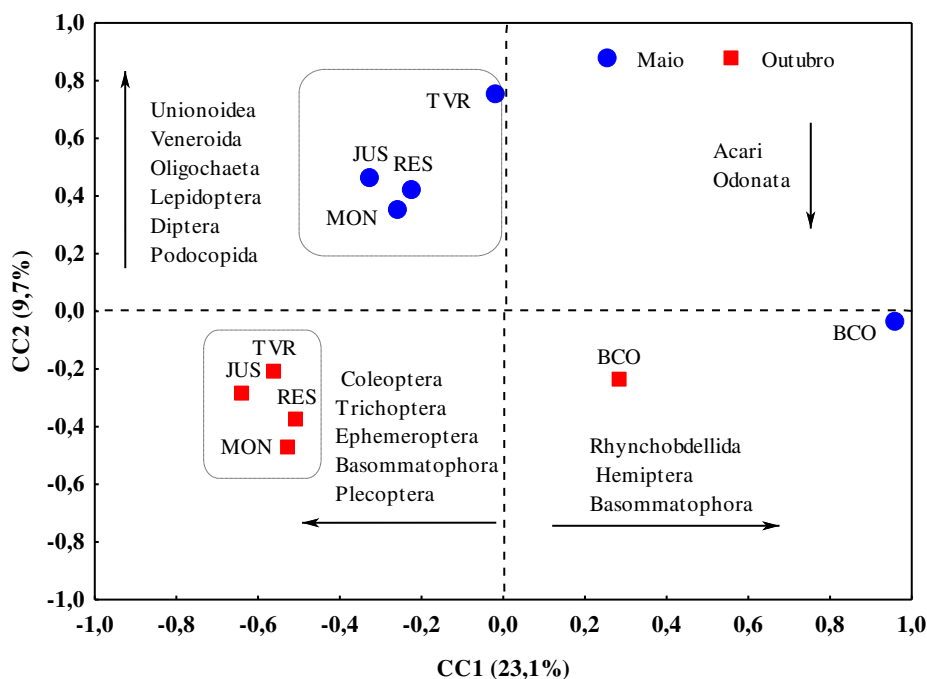 1,0
0,8
0,6
0,4
0,2
0,0
-0,2
-0,4
-0,6
-0,8
-1,0
CC2 (9,7%)
Maio
Outubro
Unionoidea
Veneroida
Oligochaeta
Lepidoptera
Diptera
Podocopida
TVR
JUS
RES
MON
Acari
Odonata
BCO
TVR
JUS
RES
MON
Coleoptera
Trichoptera
Ephemeroptera
Basommatophora
Plecoptera
BCO
Rhynchobdellida
Hemiptera
Basommatophora
-1,0 -0,8 -0,6 -0,4 -0,2 0,0 0,2 0,4 0,6 0,8 1,0
CC1 (23,1%)